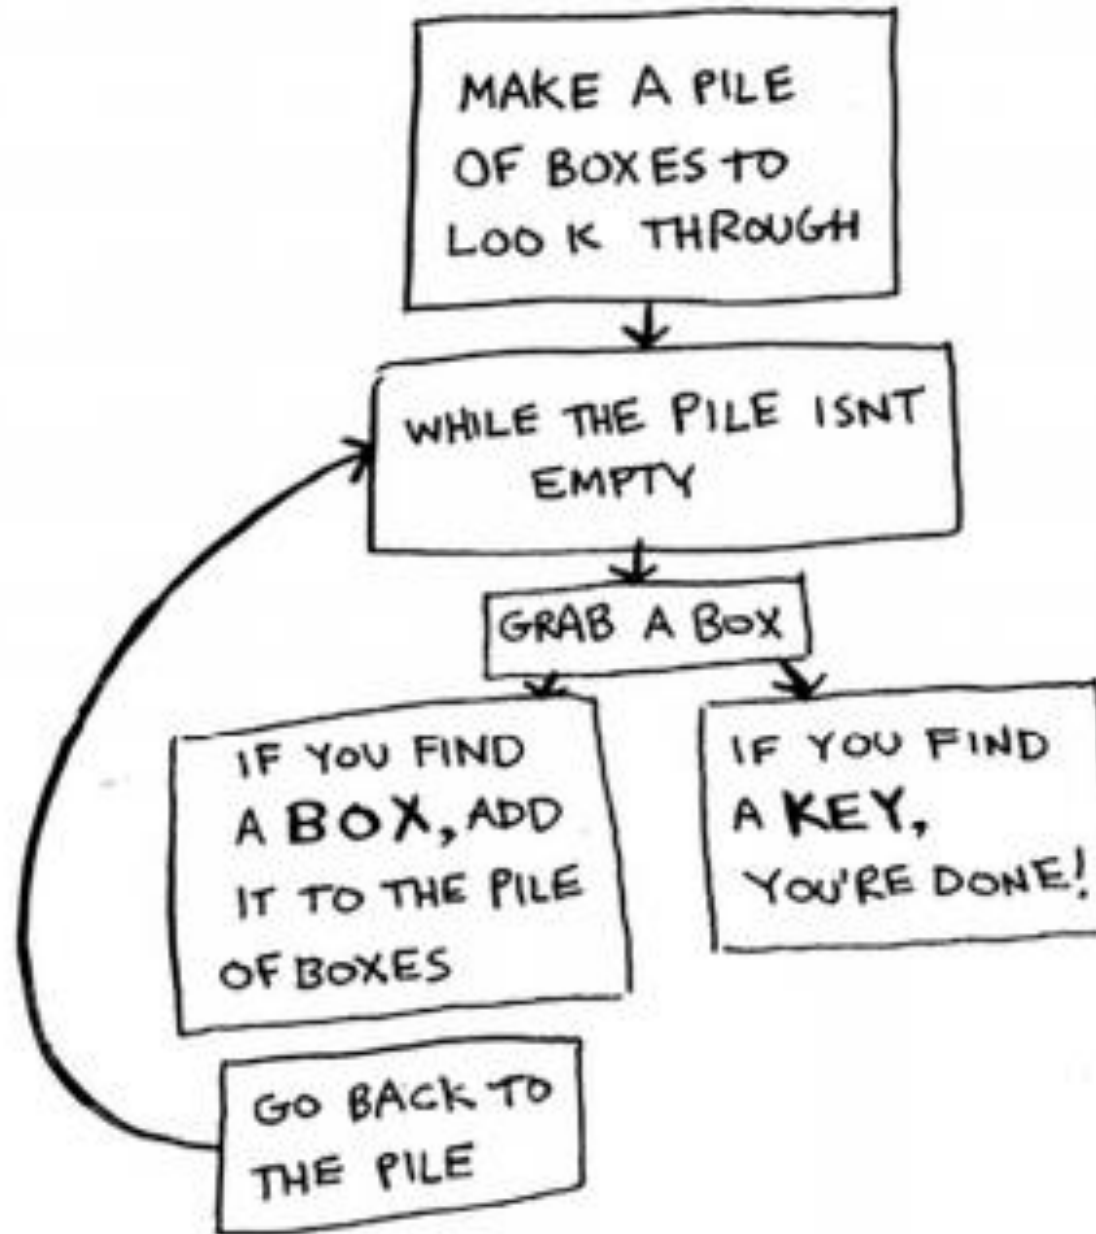 MAKE A PILE
OF BOXES TO
LOOK THROUGH
WHILE THE PILE ISNT
EMPTY
GRAB A BOX
IF YOU FIND
A BOX, ADD
IT TO THE PILE
OF BOXES
IF YOU FIND
A KEY,
YOU'RE DONE!
GO BACK TO
THE PILE